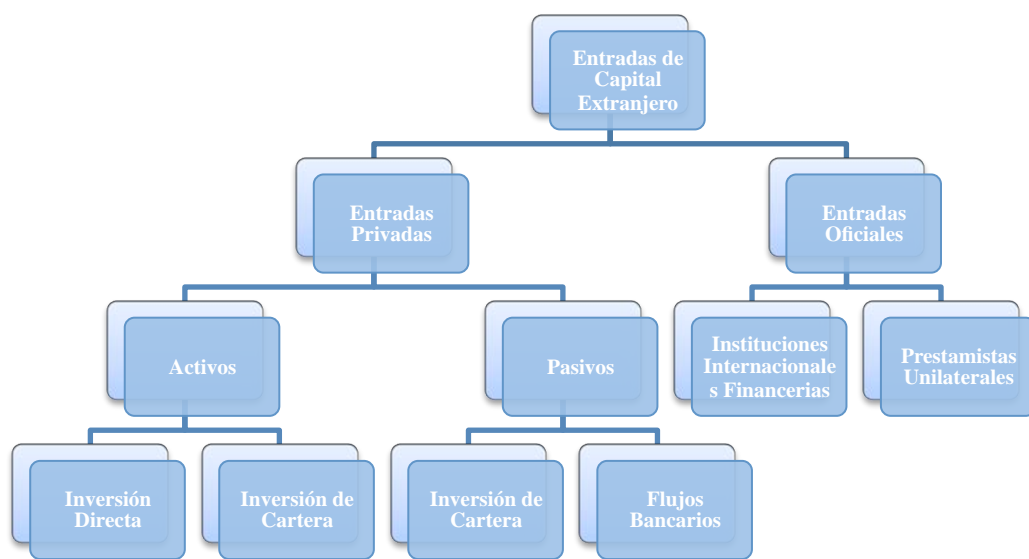 Entradas de
Capital
Extranjero
Entradas
Privadas
Entradas
Oficiales
Activos
Pasivos
Instituciones
Internacionale
s Financerias
Prestamistas
Unilaterales
Inversión
Directa
Inversión de
Cartera
Inversión de
Cartera
Flujos
Bancarios